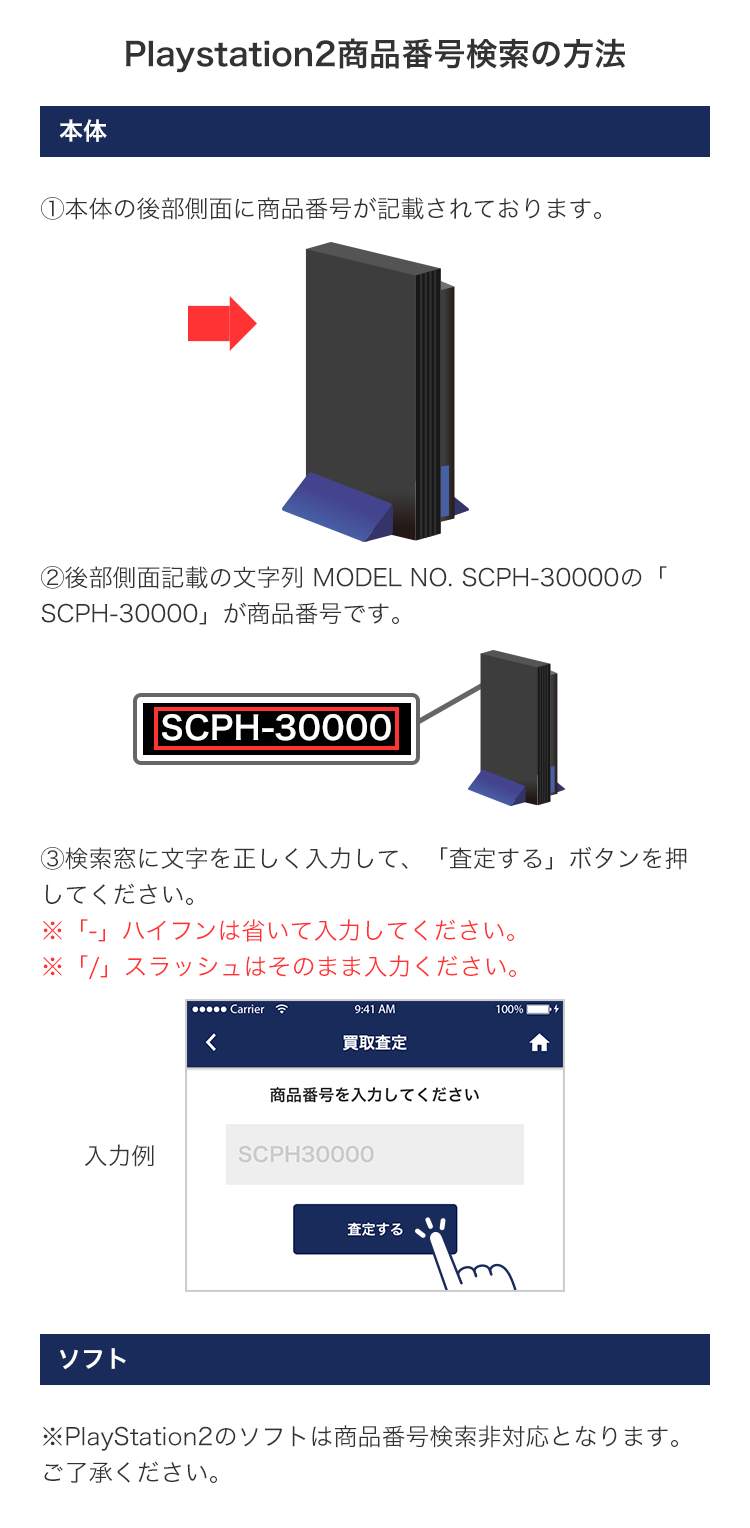 Playstation2商品番号検索の方法
本体
①本体の後部側面に商品番号が記載されております。
②後部側面記載の文字列 MODEL NO. SCPH-30000の「
SCPH-30000」が商品番号です。
SCPH-30000
③検索窓に文字を正しく入力して、「査定する」ボタンを押
してください。
※「-」ハイフンは省いて入力してください。
※「/」スラッシュはそのまま入力ください。
Carrier 9:41 AM 100%
買取査定
商品番号を入力してください
入力例
SCPH30000
査定する
ソフト
※PlayStation2のソフトは商品番号検索非対応となります。
ご了承ください。